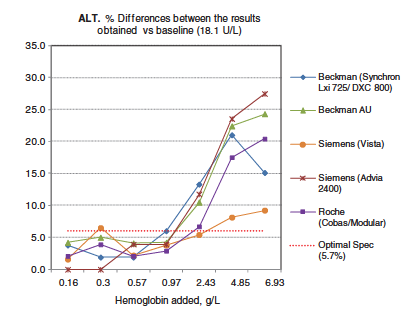 ALT. % Differences between the results
obtained vs baseline (18.1 U/L)
35.0
30.0
25.0
20.0
15.0
10.0
5.0
0.0
0.16 0.3 0.57 0.97 2.43 4.85 6.93
Hemoglobin added, g/L
Beckman (Synchron
Lxi 725/ DXC 800)
Beckman AU
Siemens (Vista)
Siemens (Advia
2400)
Roche
(Cobas/Modular)
Optimal Spec
(5.7%)